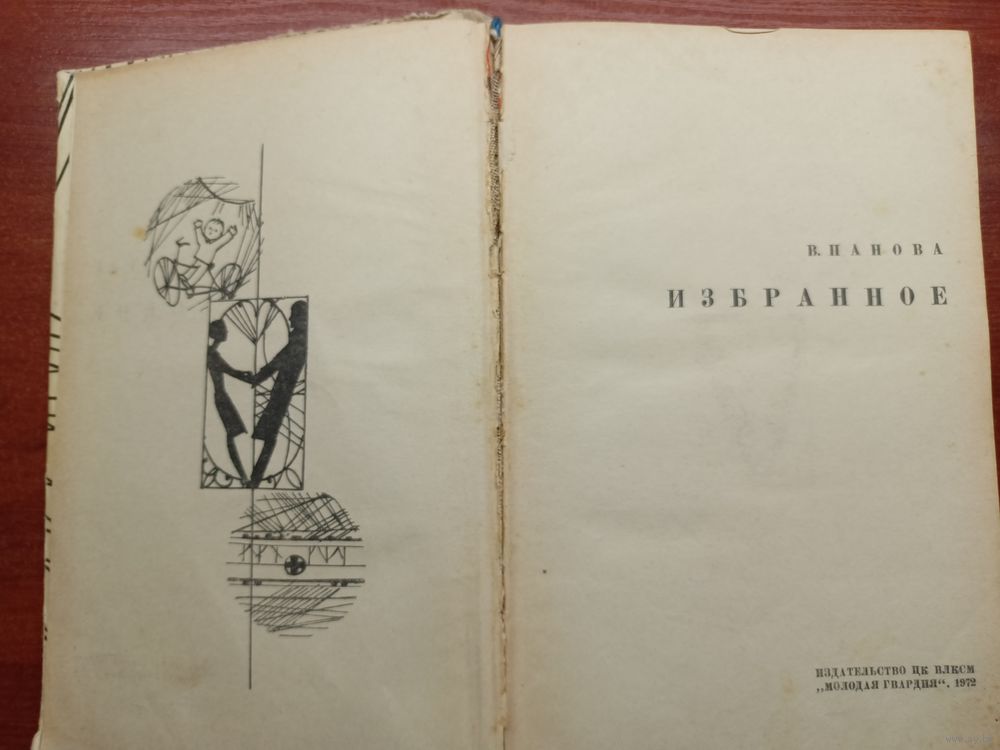 В. ПАНОВА
ИЗБРАННОЕ
ИЗДАТЕЛЬСТВО ЦК ВЛКСМ
„МОЛОДАЯ ГВАРДИЯ“. 1972